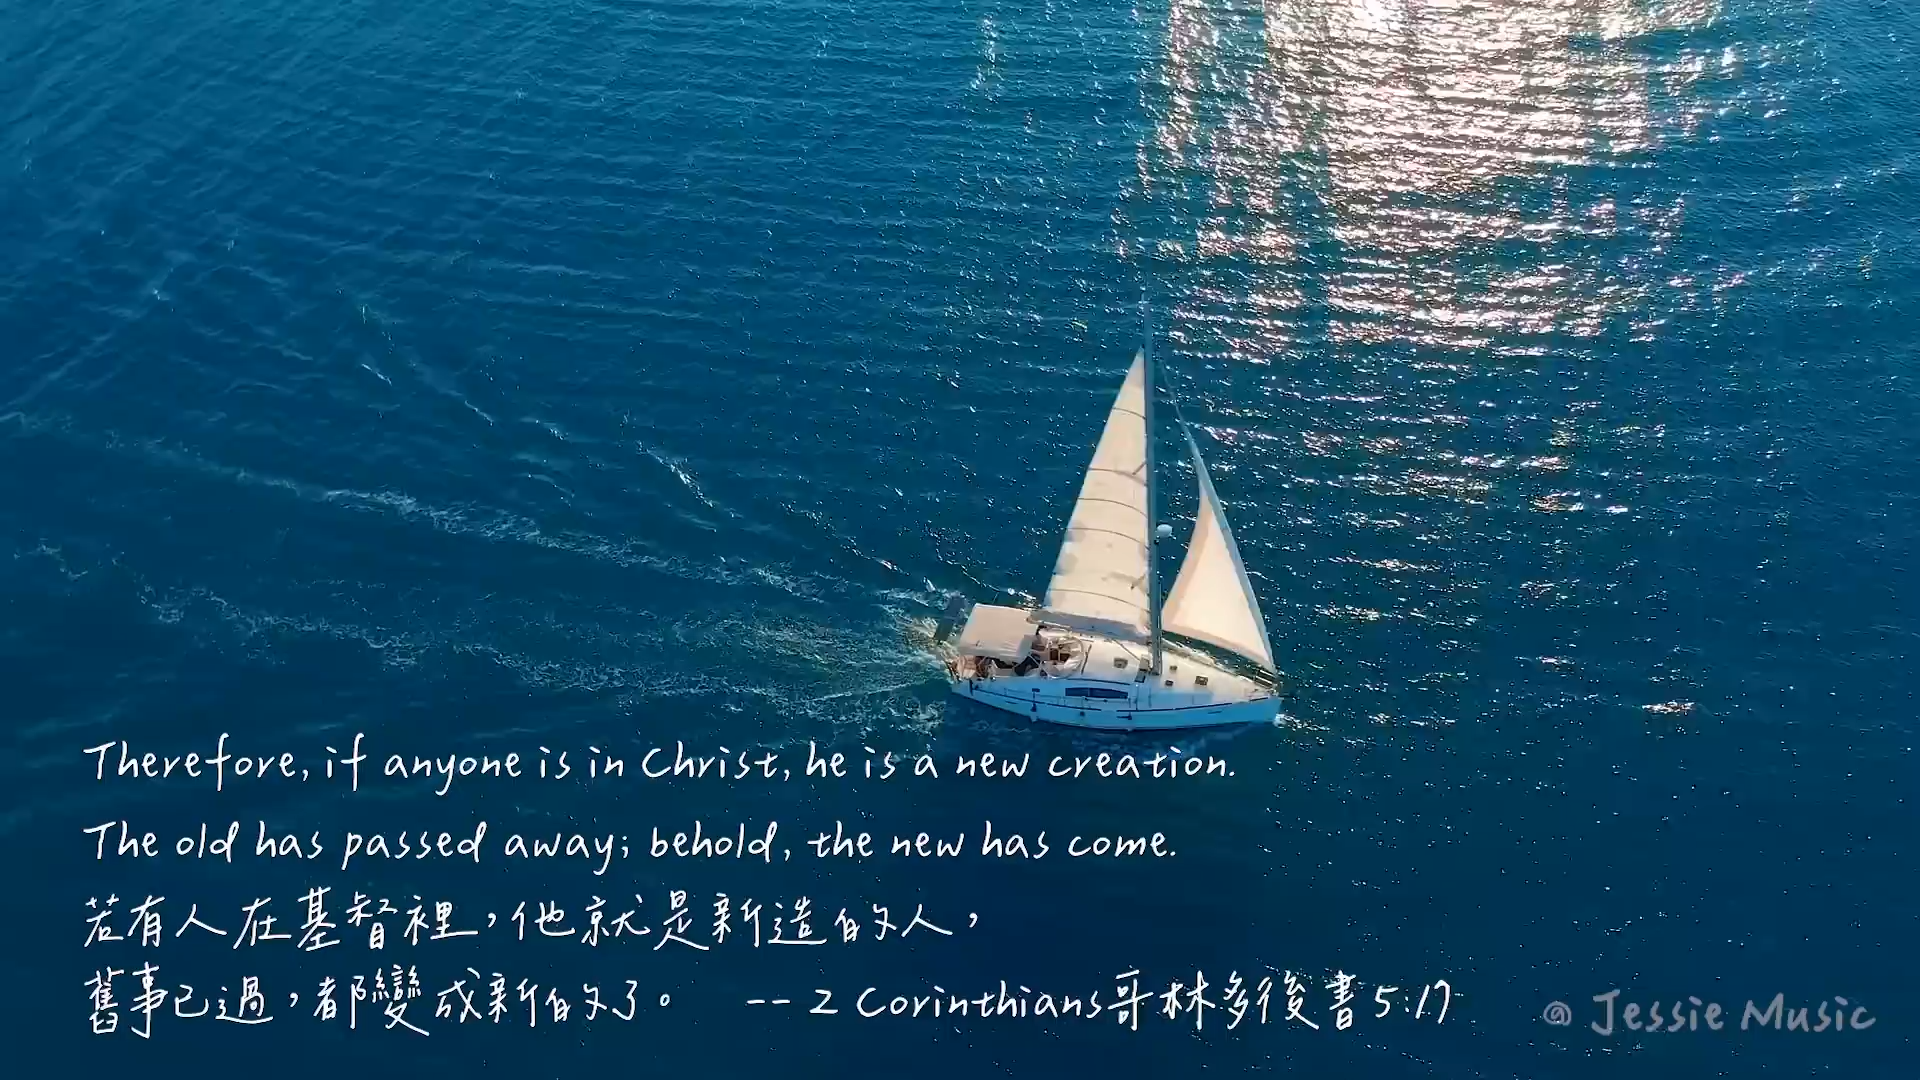 Therefore, if anyone is in Christ, he is a new creation.
The old has passed away; behold, the new has come.
若有人在基督裡，他就是新造的人，
舊事已過，都變成新的了。 -- 2 Corinthians哥林多後書5:17
@ Jessie Music